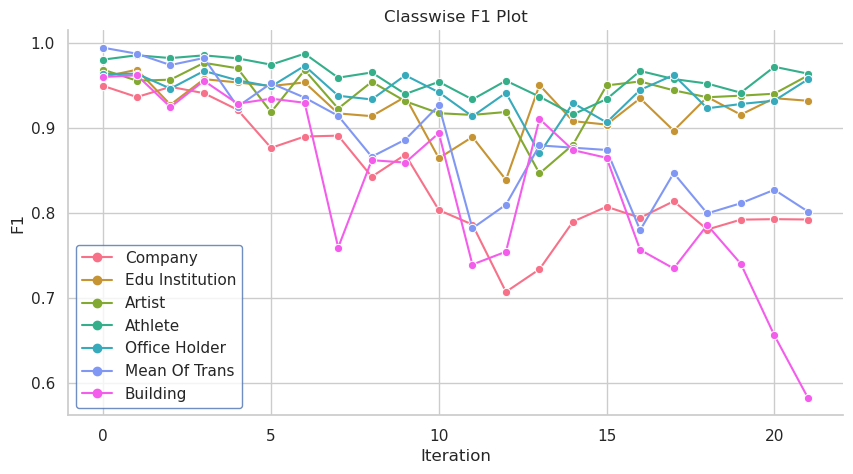 Classwise F1 Plot
1.0
0.9
0.8
0.7
0.6
F1
Company
Edu Institution
Artist
Athlete
Office Holder
Mean Of Trans
Building
0 5 10 15 20
Iteration